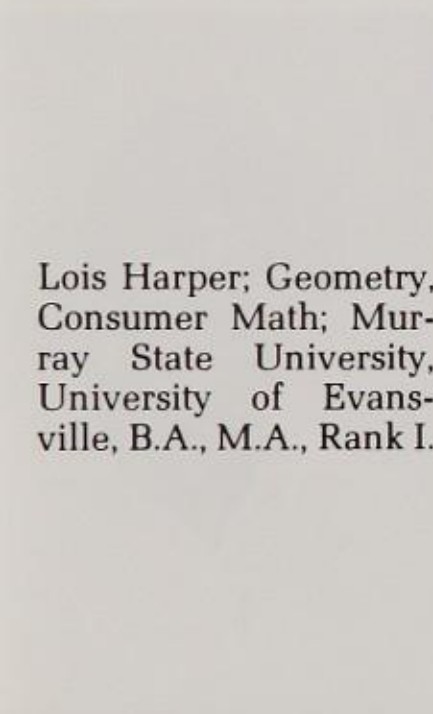 Lois Harper; Geometry,
Consumer Math; Mur-
ray State University,
University of Evans-
ville, B.A., M.A., Rank I.